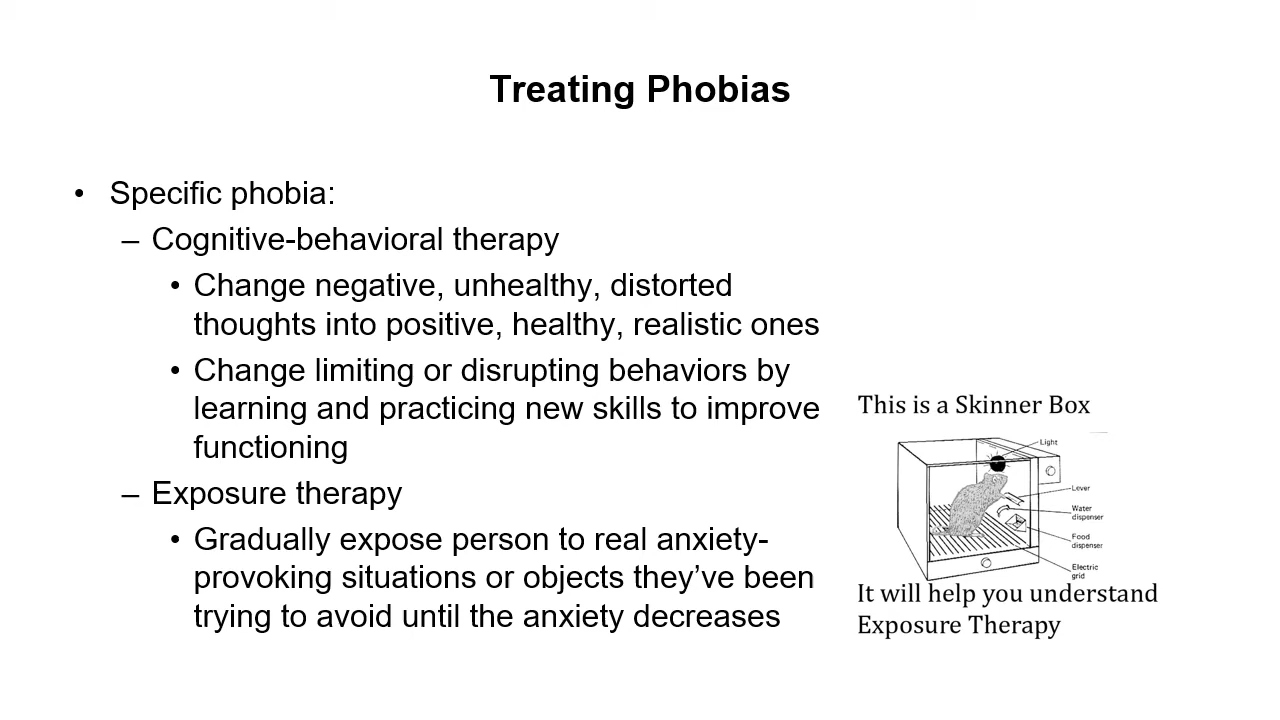 Treating Phobias
• Specific phobia:
– Cognitive-behavioral therapy
• Change negative, unhealthy, distorted
thoughts into positive, healthy, realistic ones
• Change limiting or disrupting behaviors by
learning and practicing new skills to improve
functioning
– Exposure therapy
• Gradually expose person to real anxiety-
provoking situations or objects they’ve been
trying to avoid until the anxiety decreases
This is a Skinner Box
Light
Lever
Water
dispenser
Food
dispenser
Electric
grid
It will help you understand
Exposure Therapy